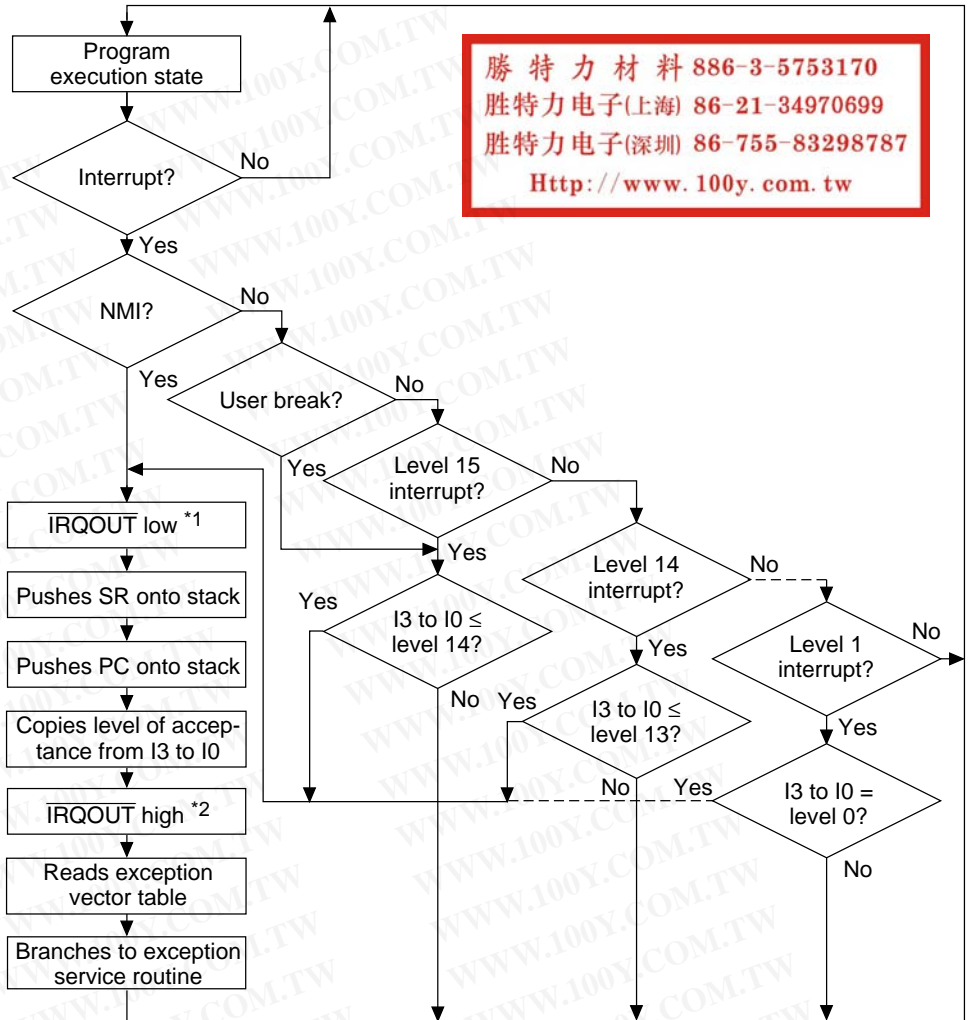 Program
execution state
勝特力材料 886-3-5753170
胜特力电子(上海) 86-21-34970699
胜特力电子(深圳) 86-755-83298787
Http://www.100y.com.tw
Interrupt?
No
Yes
NMI?
No
Yes
User break?
No
Yes
Level 15
interrupt?
No
Yes
Level 14
interrupt?
No
Yes
Level 1
interrupt?
No
Yes
I3 to I0 ≤
level 14?
Yes
No
I3 to I0 ≤
level 13?
Yes
No
I3 to I0 =
level 0?
Yes
No
IRQOUT low *1
Pushes SR onto stack
Pushes PC onto stack
Copies level of accep-
tance from I3 to I0
IRQOUT high *2
Reads exception
vector table
Branches to exception
service routine
WWW.100Y.COM.TW